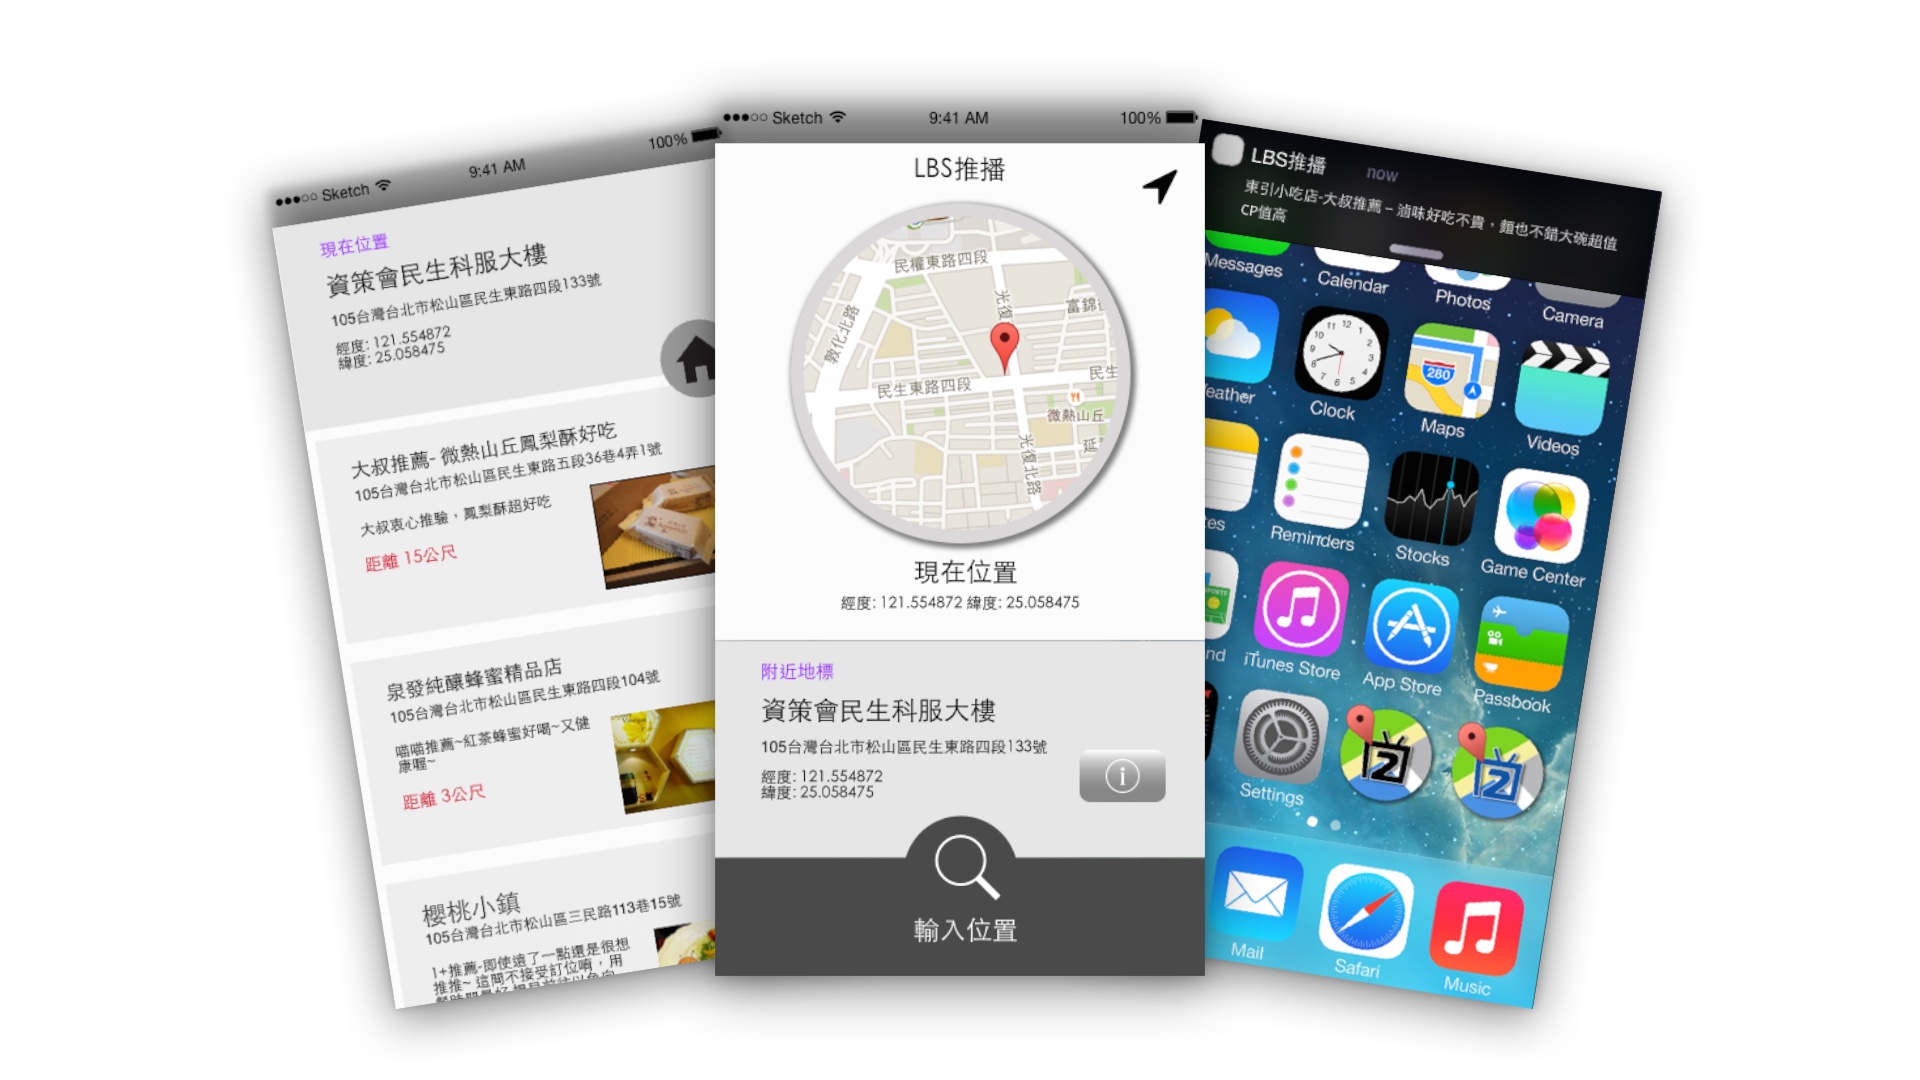 Sketch 9:41 AM 100%
現在位置
資策會民生科服大樓
105台灣台北市松山區民生東路四段133號
經度: 121.554872
緯度: 25.058475
大叔推薦- 微熱山丘鳳梨酥好吃
105台灣台北市松山區民生東路五段36巷4弄1號
大叔衷心推驗，鳳梨酥超好吃
距離 15公尺
泉發純釀蜂蜜精品店
105台灣台北市松山區民生東路四段104號
喵喵推薦~紅茶蜂蜜好喝~又健
康喔~
距離 3公尺
櫻桃小鎮
105台灣台北市松山區三民路113巷15號
1+推薦-即使遠了一點還是很想
推推~ 這間不接受訂位唷，用
Sketch 9:41 AM 100%
LBS推播
民權東路四段
光復
富錦
敦化北路
民生東路四段
民生
微熱山丘
延
光復北路
現在位置
經度: 121.554872 緯度: 25.058475
附近地標
資策會民生科服大樓
105台灣台北市松山區民生東路四段133號
經度: 121.554872
緯度: 25.058475
i
輸入位置
LBS推播 now
東引小吃店-大叔推薦 – 滷味好吃不貴，麵也不錯大碗超值
CP值高
Messages Calendar Photos Camera
eather Clock Maps Videos
280
es Reminders Stocks Game Center
nd iTunes Store App Store Passbook
Settings
2
2
Mail Safari Music